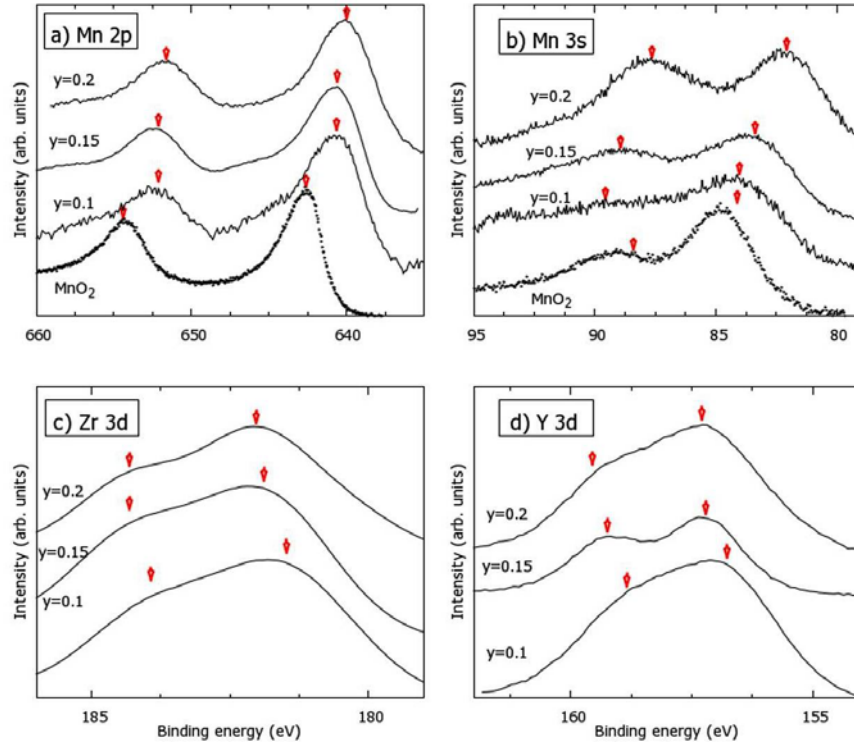 a) Mn 2p
y=0.2
y=0.15
y=0.1
MnO2
Intensity (arb. units)
660
650
640
b) Mn 3s
y=0.2
y=0.15
y=0.1
MnO2
Intensity (arb. units)
95
90
85
80
c) Zr 3d
y=0.2
y=0.15
y=0.1
Intensity (arb. units)
185
180
Binding energy (eV)
d) Y 3d
y=0.2
y=0.15
y=0.1
Intensity (arb. units)
160
155
Binding energy (eV)